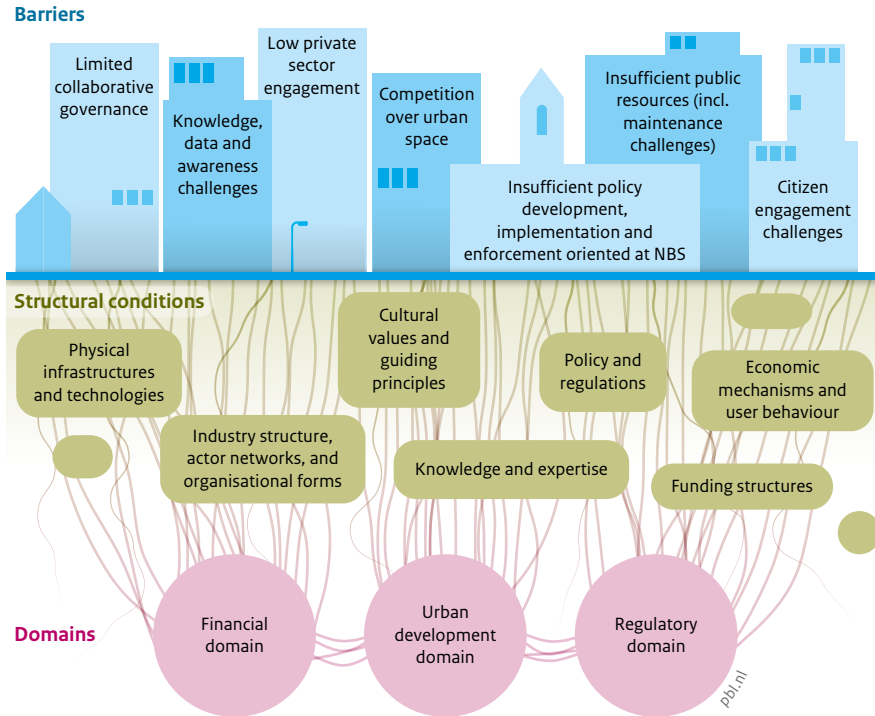 Barriers
Limited
collaborative
governance
Knowledge,
data and
awareness
challenges
Low private
sector
engagement
Competition
over urban
space
Insufficient policy
development,
implementation and
enforcement oriented at NBS
Insufficient public
resources (incl.
maintenance
challenges)
Citizen
engagement
challenges
Structural conditions
Physical
infrastructures
and technologies
Industry structure,
actor networks, and
organisational forms
Cultural
values and
guiding
principles
Knowledge and expertise
Policy and
regulations
Economic
mechanisms and
user behaviour
Funding structures
Domains
Financial
domain
Urban
development
domain
Regulatory
domain
pbl.nl